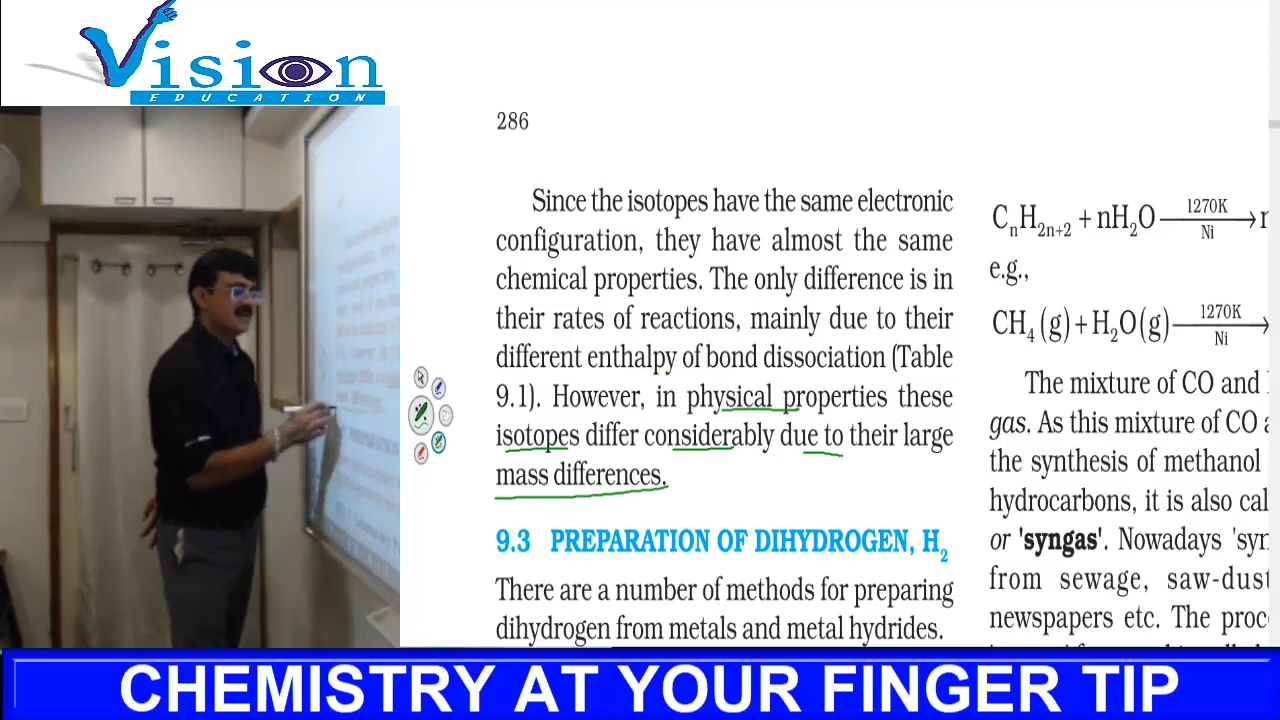 Vision
EDUCATION
286
Since the isotopes have the same electronic
configuration, they have almost the same
chemical properties. The only difference is in
their rates of reactions, mainly due to their
different enthalpy of bond dissociation (Table
9.1). However, in physical properties these
isotopes differ considerably due to their large
mass differences.
9.3 PREPARATION OF DIHYDROGEN, H₂
There are a number of methods for preparing
dihydrogen from metals and metal hydrides.
1270K
CₙH₂ₙ₊₂ + nH₂O ⟶ n
Ni
e.g.,
1270K
CH₄ (g) + H₂O (g) ⟶
Ni
The mixture of CO and
gas. As this mixture of CO
the synthesis of methanol
hydrocarbons, it is also cal
or 'syngas'. Nowadays 'syn
from sewage, saw-dust
newspapers etc. The proc
CHEMISTRY AT YOUR FINGER TIP